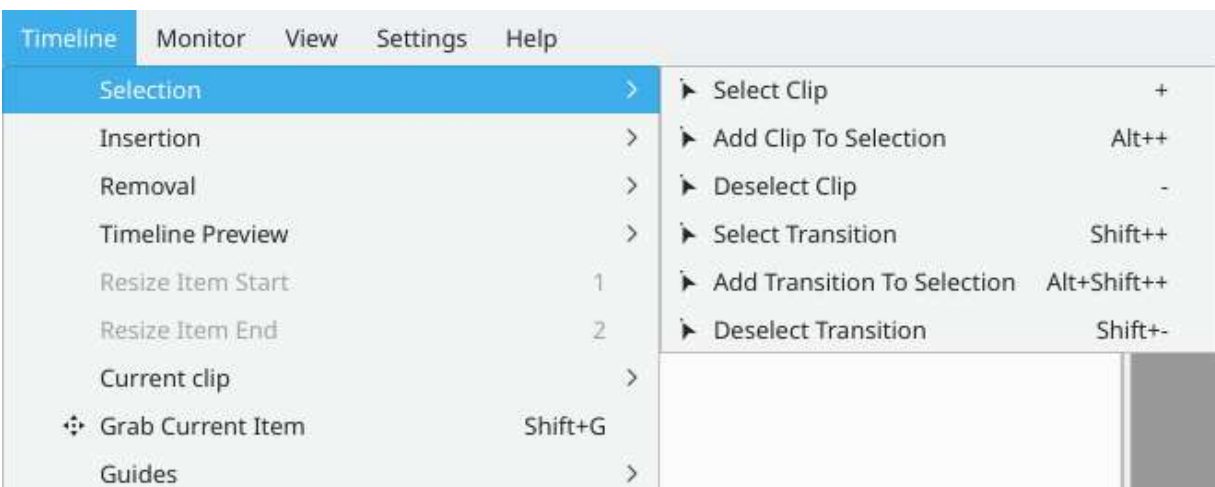 Timeline Monitor View Settings Help
Selection
Insertion
Removal
Timeline Preview
Resize Item Start 1
Resize Item End 2
Current clip
Grab Current Item Shift+G
Guides
Select Clip +
Add Clip To Selection Alt++
Deselect Clip -
Select Transition Shift++
Add Transition To Selection Alt+Shift++
Deselect Transition Shift+-